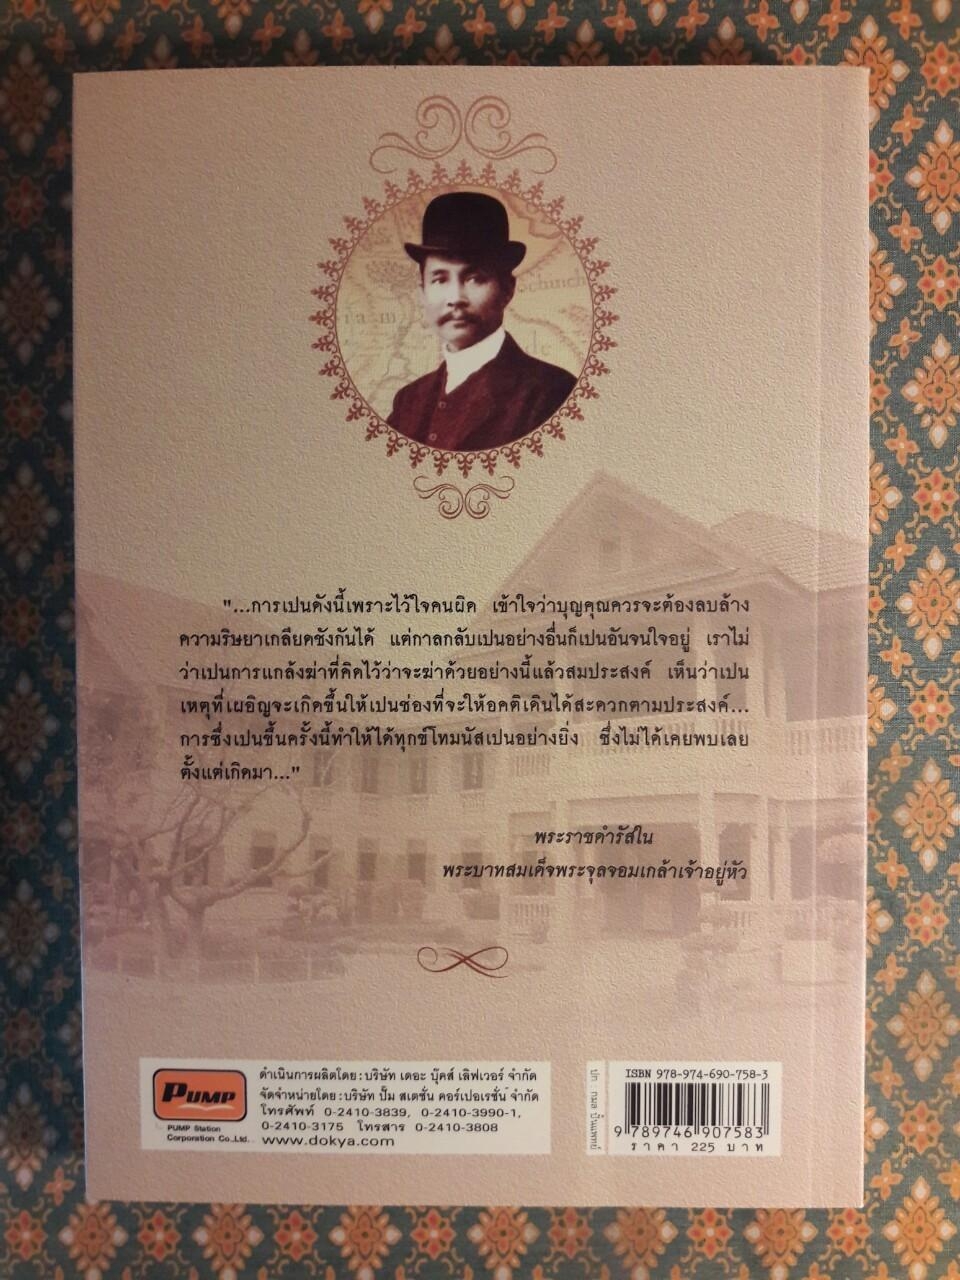 S i a m
Cochinch
"...การเปนดังนี้เพราะไว้ใจคนผิด เข้าใจว่าบุญคุณควรจะต้องลบล้าง
ความริษยาเกลียดชังกันได้ แต่กาลกลับเปนอย่างอื่นก็เปนอันจนใจอยู่ เราไม่
ว่าเปนการแกล้งฆ่าที่คิดไว้ว่าจะฆ่าด้วยอย่างนี้แล้วสมประสงค์ เห็นว่าเปน
เหตุที่เผอิญจะเกิดขึ้นให้เปนช่องที่จะให้อคติเดินได้สะดวกตามประสงค์...
การซึ่งเปนขึ้นครั้งนี้ทำให้ได้ทุกข์โทมนัสเปนอย่างยิ่ง ซึ่งไม่ได้เคยพบเลย
ตั้งแต่เกิดมา..."
พระราชดำรัสใน
พระบาทสมเด็จพระจุลจอมเกล้าเจ้าอยู่หัว
PUMP
PUMP Station
Corporation Co.,Ltd.
ดำเนินการผลิตโดย : บริษัท เดอะ บุ๊คส์ เลิฟเวอร์ จำกัด
จัดจำหน่ายโดย : บริษัท ปั๊ม สเตชั่น คอร์เปอเรชั่น จำกัด
โทรศัพท์ 0-2410-3839, 0-2410-3990-1,
0-2410-3175 โทรสาร 0-2410-3808
www.dokya.com
ปก : กมล ปั้นแพทย์
ISBN 978-974-690-758-3
9 789746 907583
ราคา 225 บาท